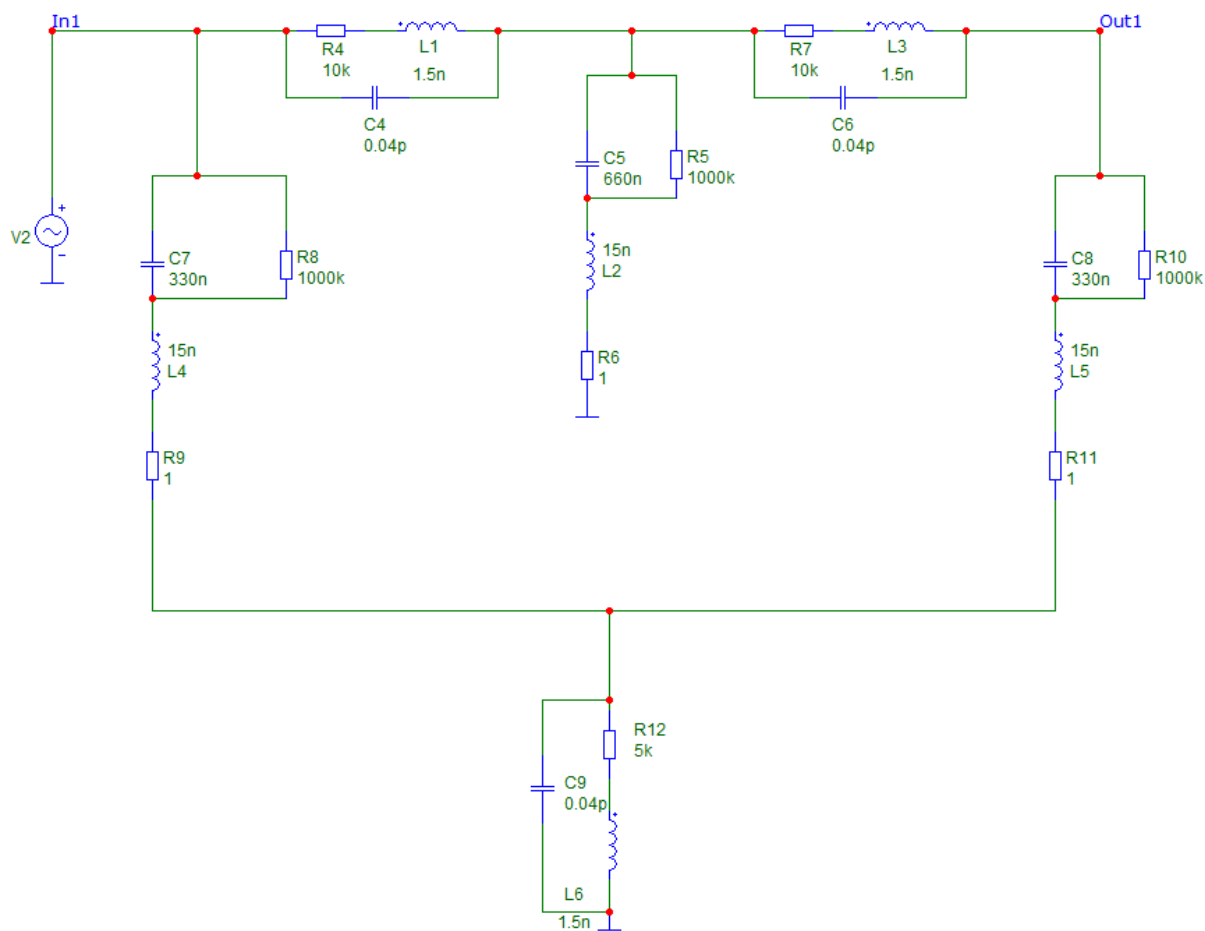 In1
Out1
R4
10k
L1
1.5n
C4
0.04p
R7
10k
L3
1.5n
C6
0.04p
C5
660n
R5
1000k
15n
L2
R6
1
V2
+
-
C7
330n
R8
1000k
15n
L4
R9
1
C8
330n
R10
1000k
15n
L5
R11
1
R12
5k
C9
0.04p
L6
1.5n